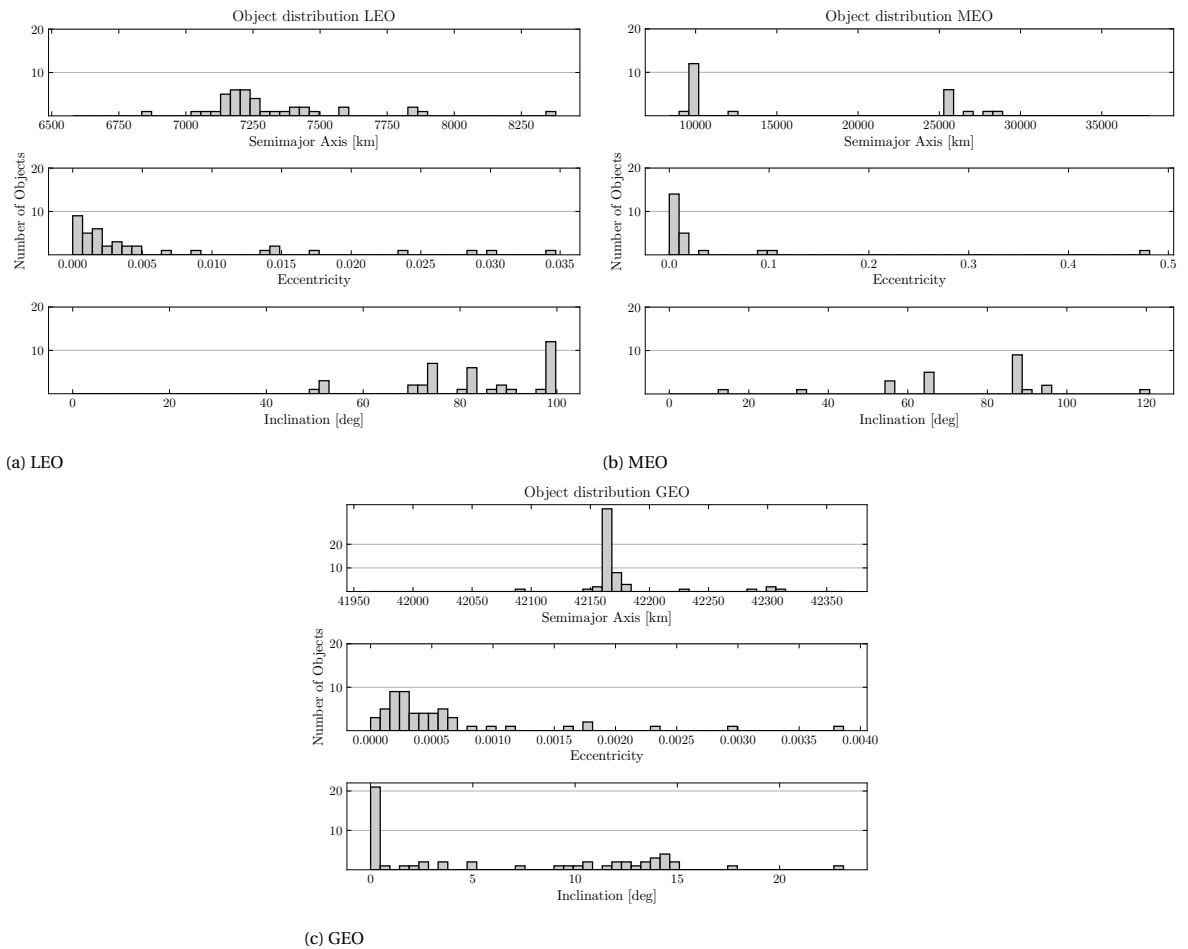 Object distribution LEO
20
10
6500 6750 7000 7250 7500 7750 8000 8250
Semimajor Axis [km]
Number of Objects
20
10
0.000 0.005 0.010 0.015 0.020 0.025 0.030 0.035
Eccentricity
20
10
0 20 40 60 80 100
Inclination [deg]
(a) LEO
Object distribution MEO
20
10
10000 15000 20000 25000 30000 35000
Semimajor Axis [km]
Number of Objects
20
10
0.0 0.1 0.2 0.3 0.4 0.5
Eccentricity
20
10
0 20 40 60 80 100 120
Inclination [deg]
(b) MEO
Object distribution GEO
20
10
41950 42000 42050 42100 42150 42200 42250 42300 42350
Semimajor Axis [km]
Number of Objects
20
10
0.0000 0.0005 0.0010 0.0015 0.0020 0.0025 0.0030 0.0035 0.0040
Eccentricity
20
10
0 5 10 15 20
Inclination [deg]
(c) GEO